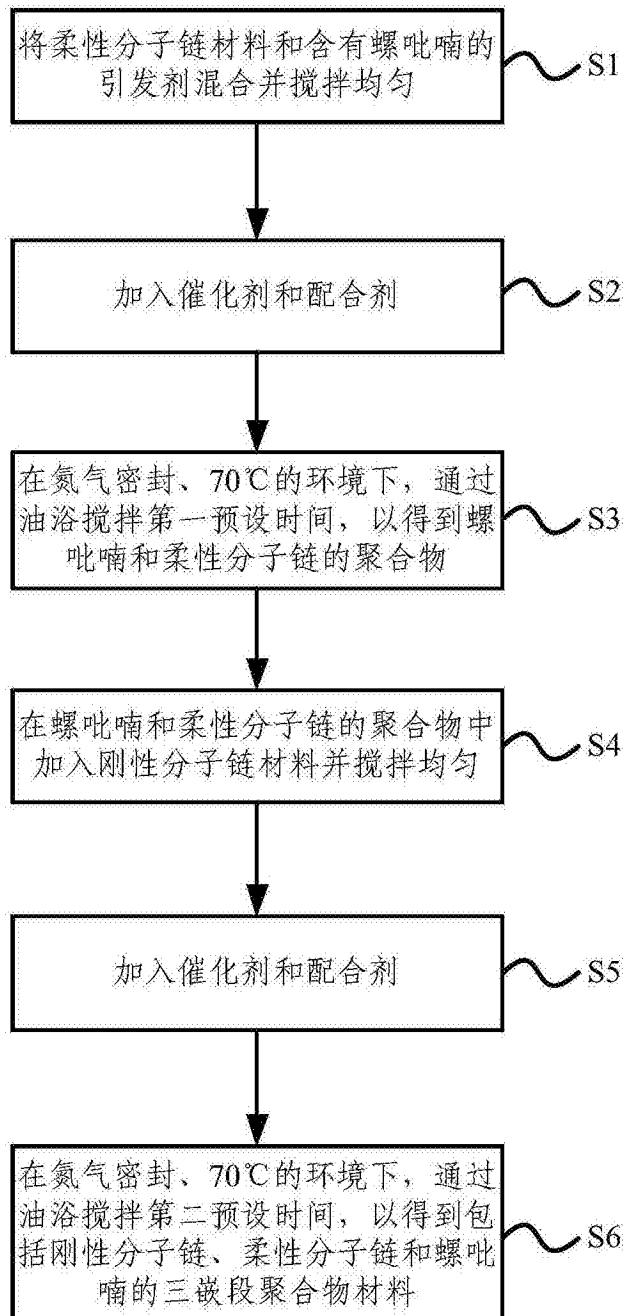 将柔性分子链材料和含有螺吡喃的
引发剂混合并搅拌均匀
S1
加入催化剂和配合剂
S2
在氮气密封、70℃的环境下，通过
油浴搅拌第一预设时间，以得到螺
吡喃和柔性分子链的聚合物
S3
在螺吡喃和柔性分子链的聚合物中
加入刚性分子链材料并搅拌均匀
S4
加入催化剂和配合剂
S5
在氮气密封、70℃的环境下，通过
油浴搅拌第二预设时间，以得到包
括刚性分子链、柔性分子链和螺吡
喃的三嵌段聚合物材料
S6